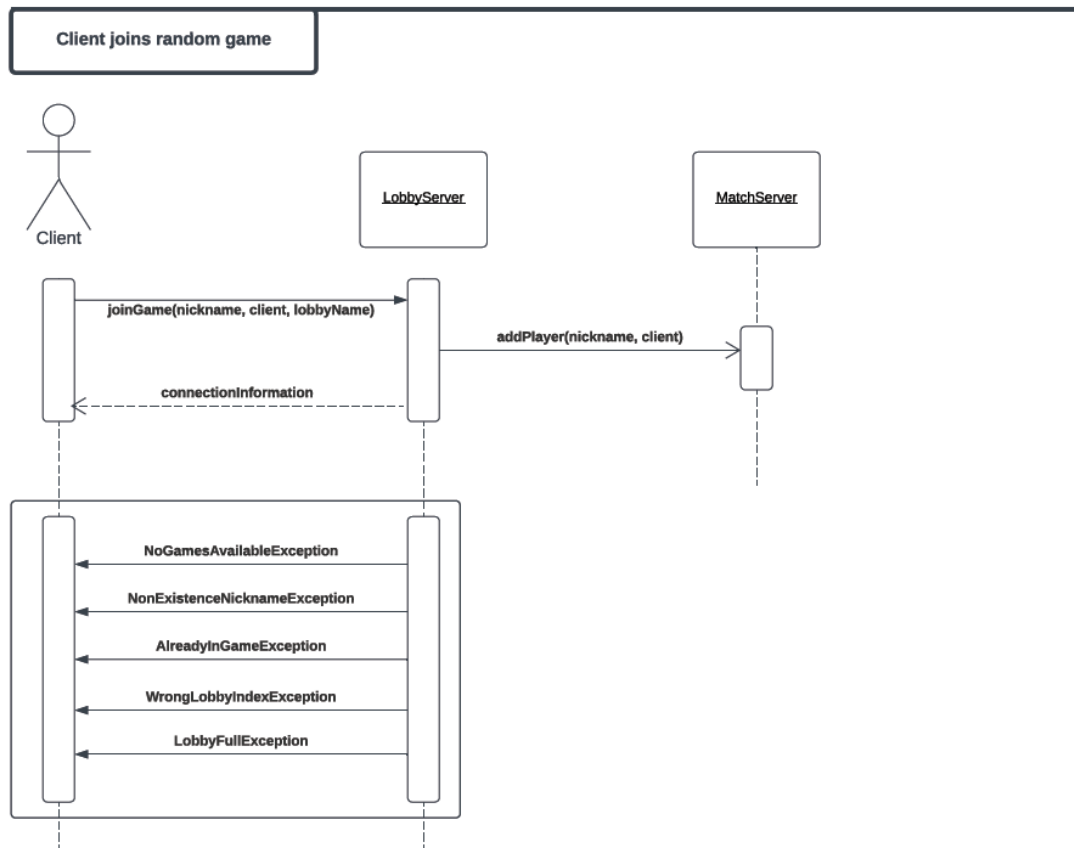 Client joins random game
Client
LobbyServer
MatchServer
joinGame(nickname, client, lobbyName)
addPlayer(nickname, client)
connectionInformation
NoGamesAvailableException
NonExistenceNicknameException
AlreadyInGameException
WrongLobbyIndexException
LobbyFullException